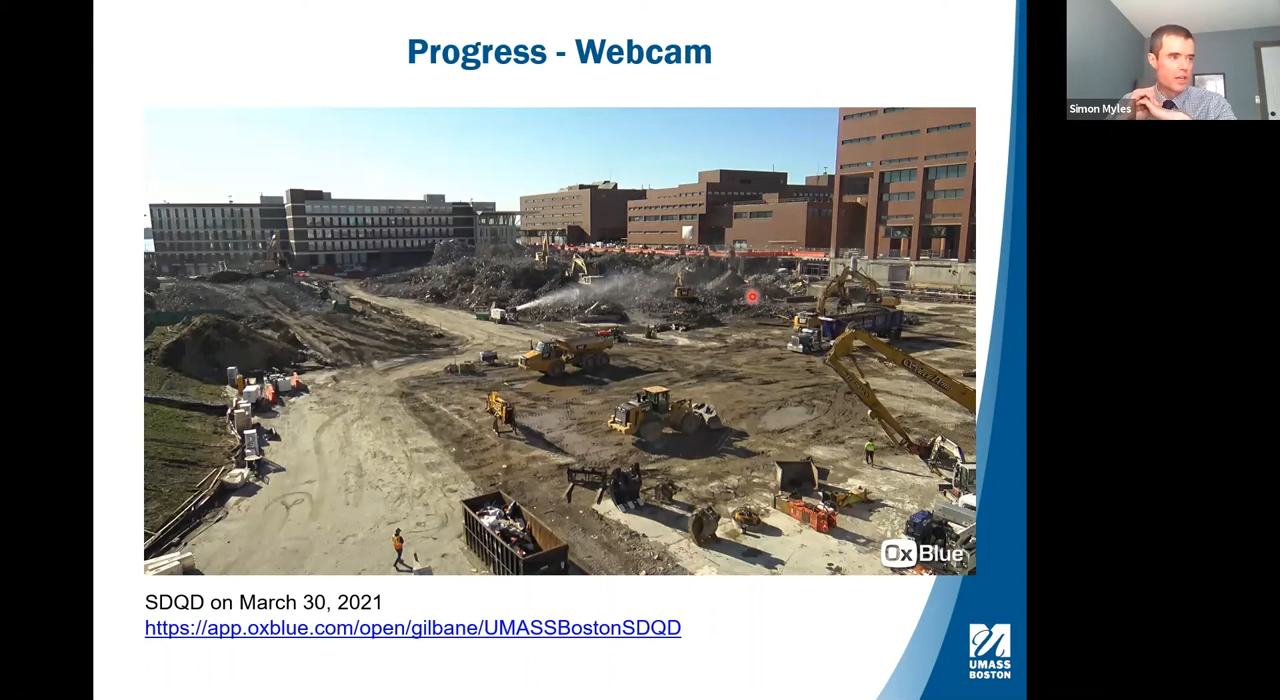 Progress - Webcam
Simon Myles
OxBlue
SDQD on March 30, 2021
https://app.oxblue.com/open/gilbane/UMASSBostonSDQD
UMASS
BOSTON